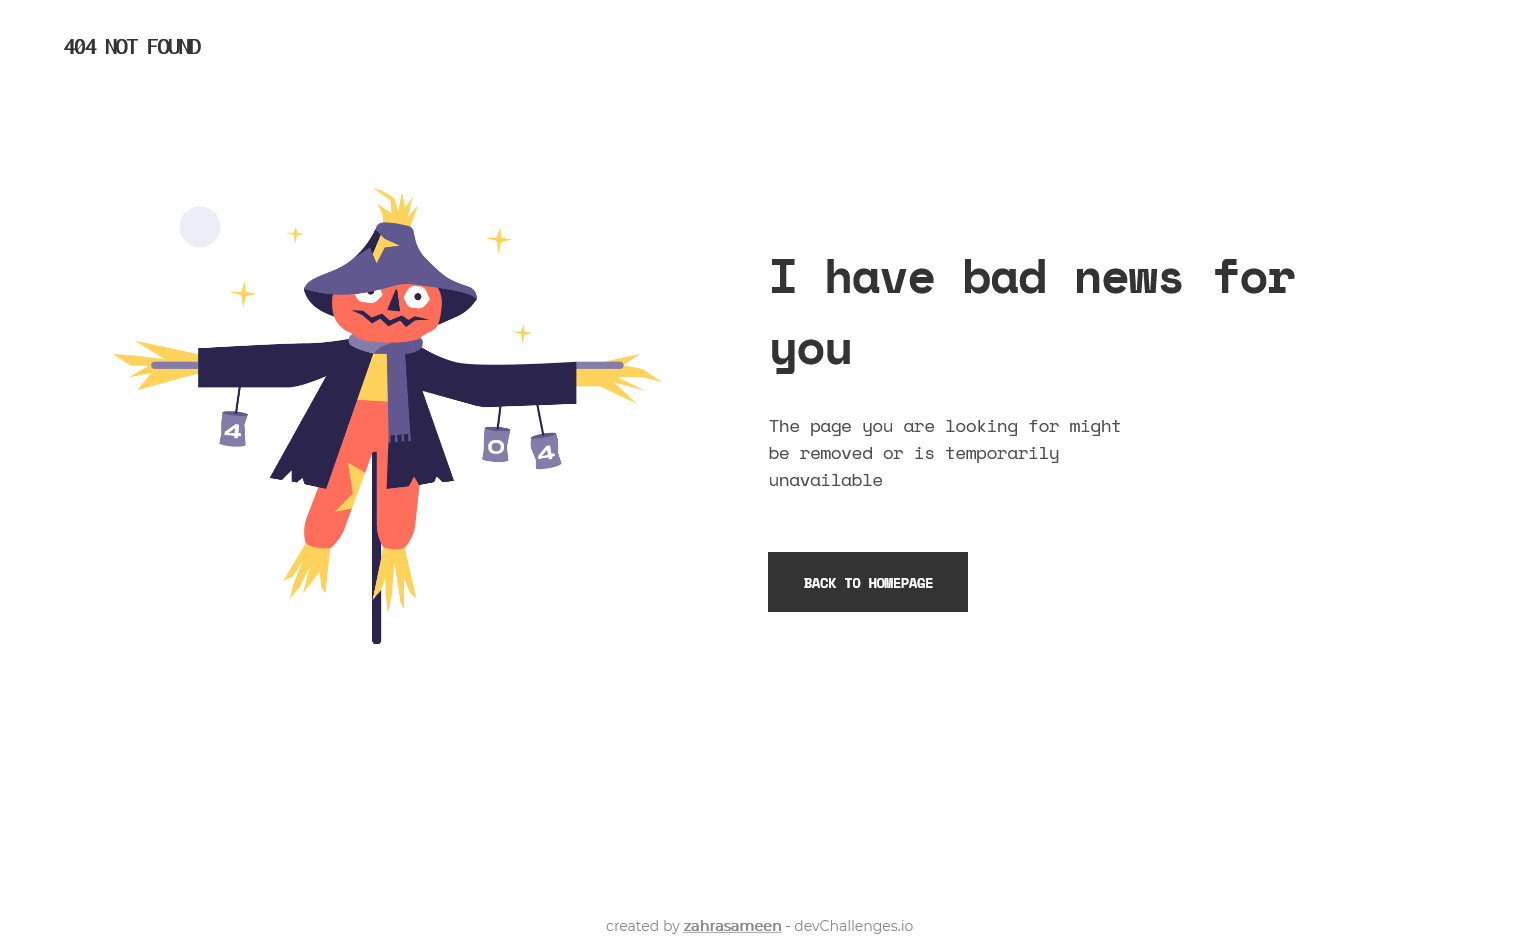 404 NOT FOUND
4
0
4
I have bad news for
you
The page you are looking for might
be removed or is temporarily
unavailable
BACK TO HOMEPAGE
created by zahrasameen - devChallenges.io